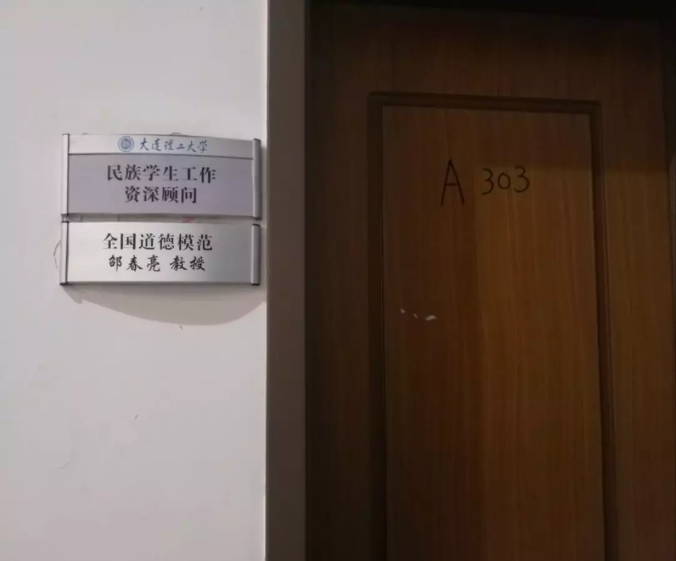 大连理工大学
民族学生工作
资深顾问
全国道德模范
邰春亮 教授
A 303